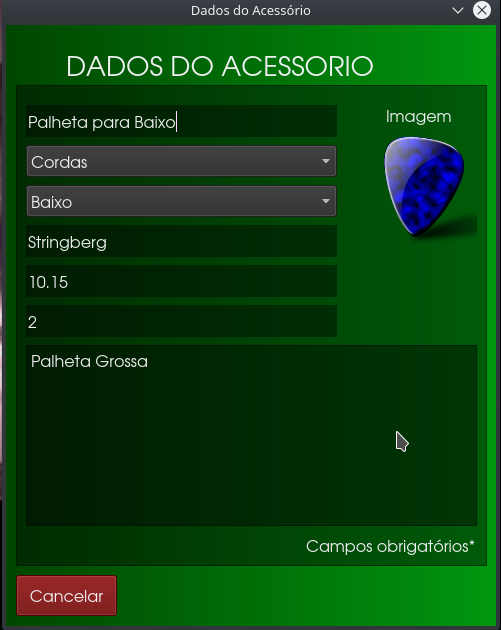 Dados do Acessório
DADOS DO ACESSORIO
Palheta para Baixo
Imagem
Cordas
Baixo
Stringberg
10.15
2
Palheta Grossa
Campos obrigatórios*
Cancelar